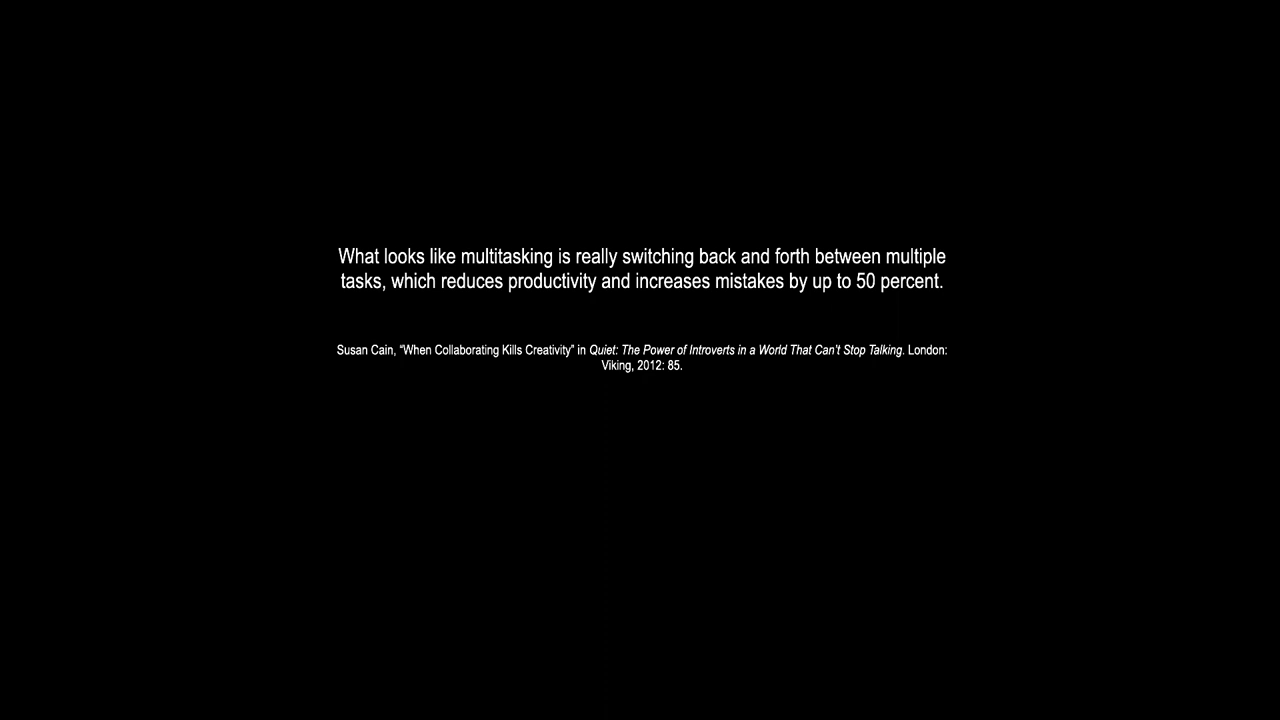 What looks like multitasking is really switching back and forth between multiple
tasks, which reduces productivity and increases mistakes by up to 50 percent.
Susan Cain, “When Collaborating Kills Creativity” in Quiet: The Power of Introverts in a World That Can’t Stop Talking. London:
Viking, 2012: 85.